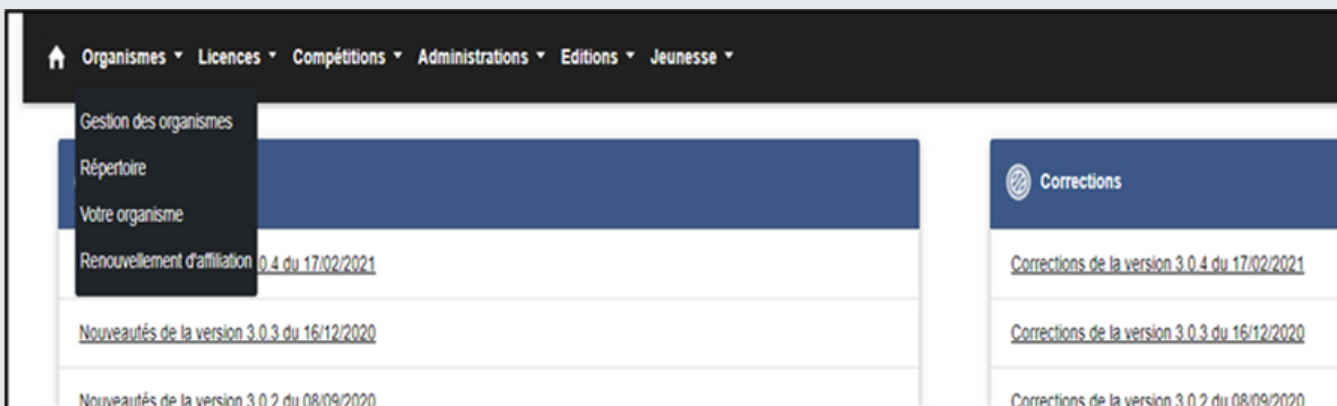 Organismes Licences Compétitions Administrations Editions Jeunesse
Gestion des organismes
Répertoire
Votre organisme
Renouvellement d'affiliation
0.4 du 17/02/2021
Nouveautés de la version 3.0.3 du 16/12/2020
Nouveautés de la version 3.0.2 du 08/09/2020
Corrections
Corrections de la version 3.0.4 du 17/02/2021
Corrections de la version 3.0.3 du 16/12/2020
Corrections de la version 3.0.2 du 08/09/2020